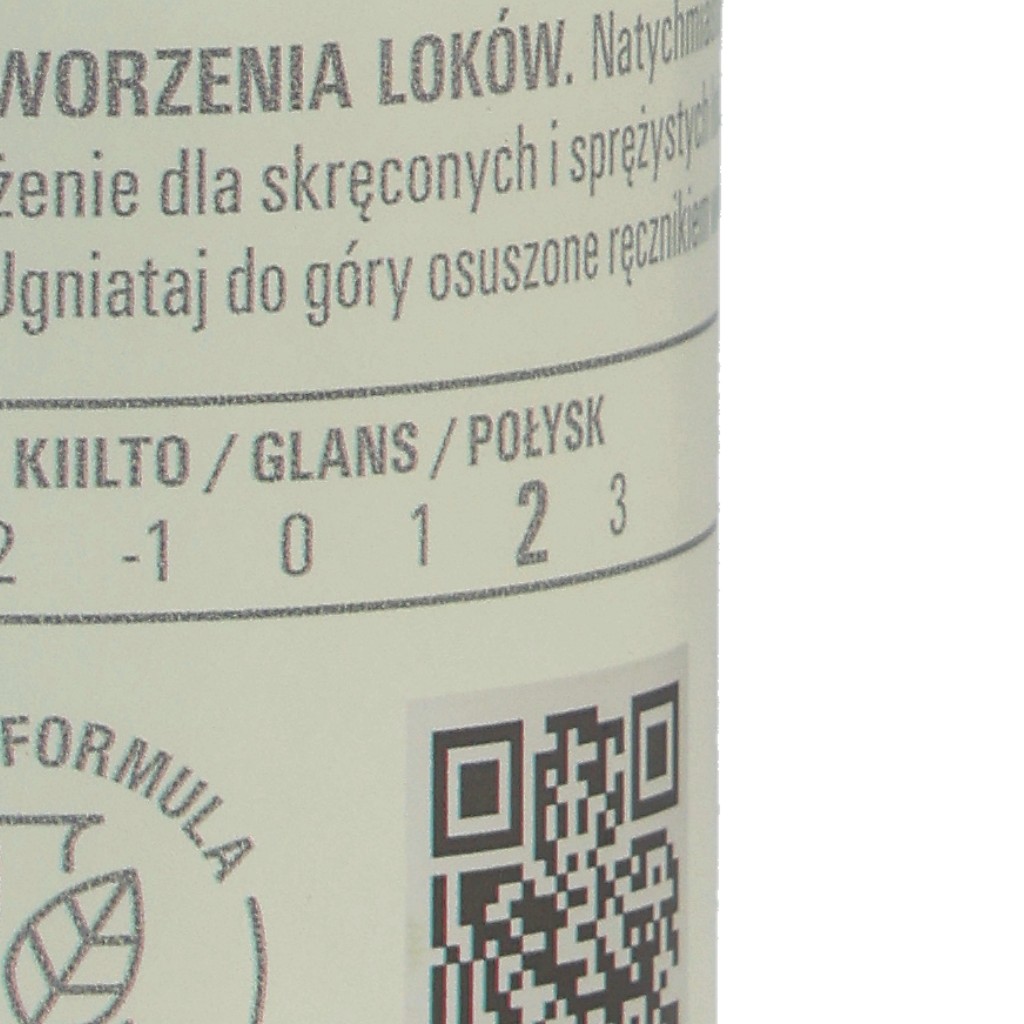 WORZENIA LOKÓW.
żenie dla skręconych i sprężystych
Ugniataj do góry osuszone ręcznikiem
KIILTO / GLANS / POŁYSK
2 -1 0 1 2 3
FORMULA